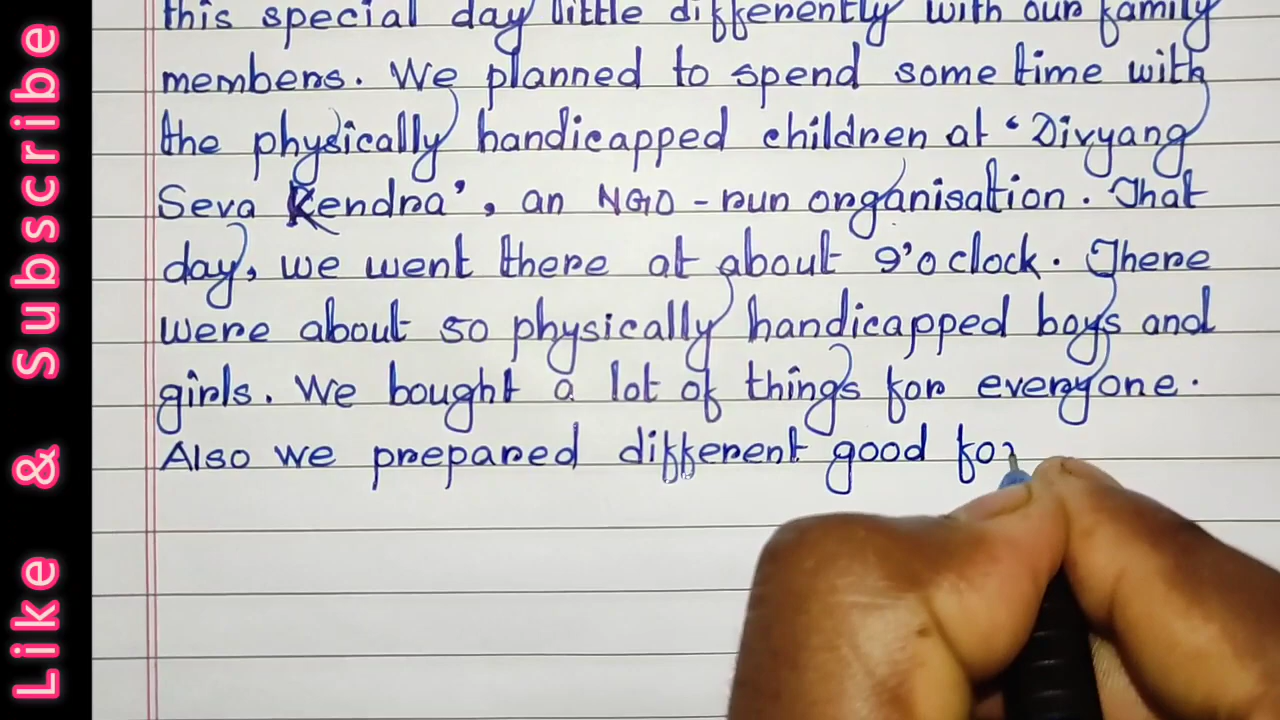 this special day little differently with our family
members. We planned to spend some time with
the physically handicapped children at ‘Divyang
Seva Kendra’, an NGO-run organisation. That
day, we went there at about 9’o clock. There
were about 50 physically handicapped boys and
girls. We bought a lot of things for everyone.
Also we prepared different good
Like & Subscribe